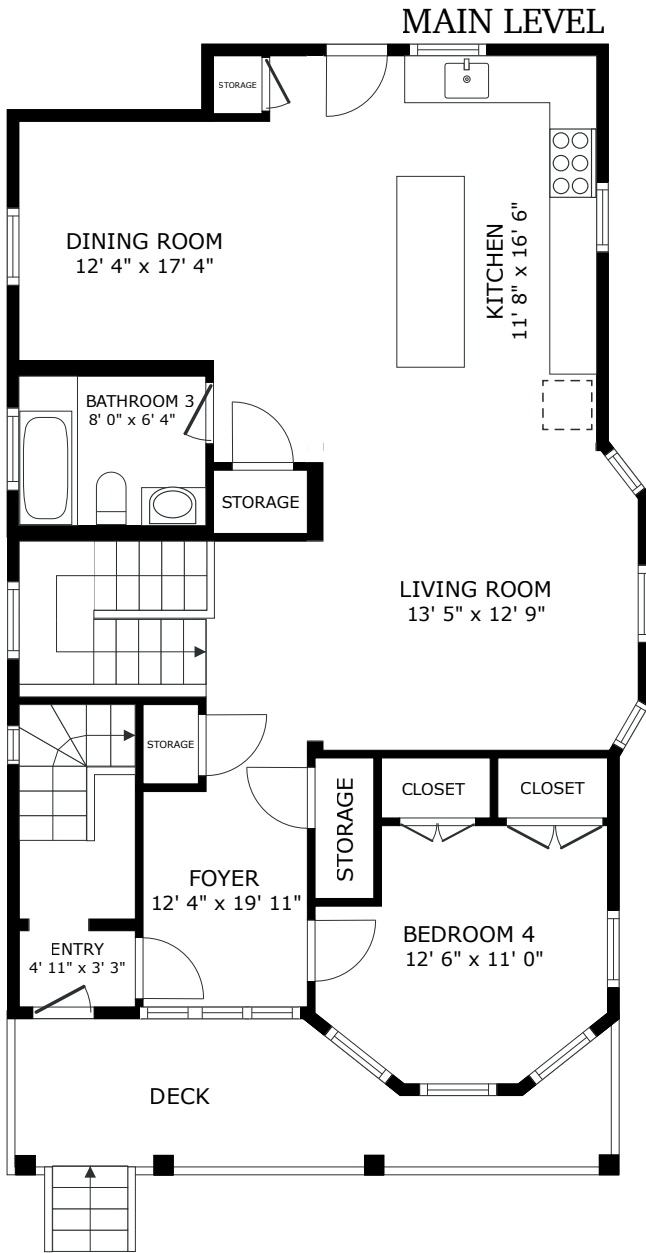 MAIN LEVEL
STORAGE
DINING ROOM
12' 4" x 17' 4"
KITCHEN
11' 8" x 16' 6"
BATHROOM 3
8' 0" x 6' 4"
STORAGE
LIVING ROOM
13' 5" x 12' 9"
STORAGE
STORAGE
CLOSET
CLOSET
FOYER
12' 4" x 19' 11"
ENTRY
4' 11" x 3' 3"
BEDROOM 4
12' 6" x 11' 0"
DECK